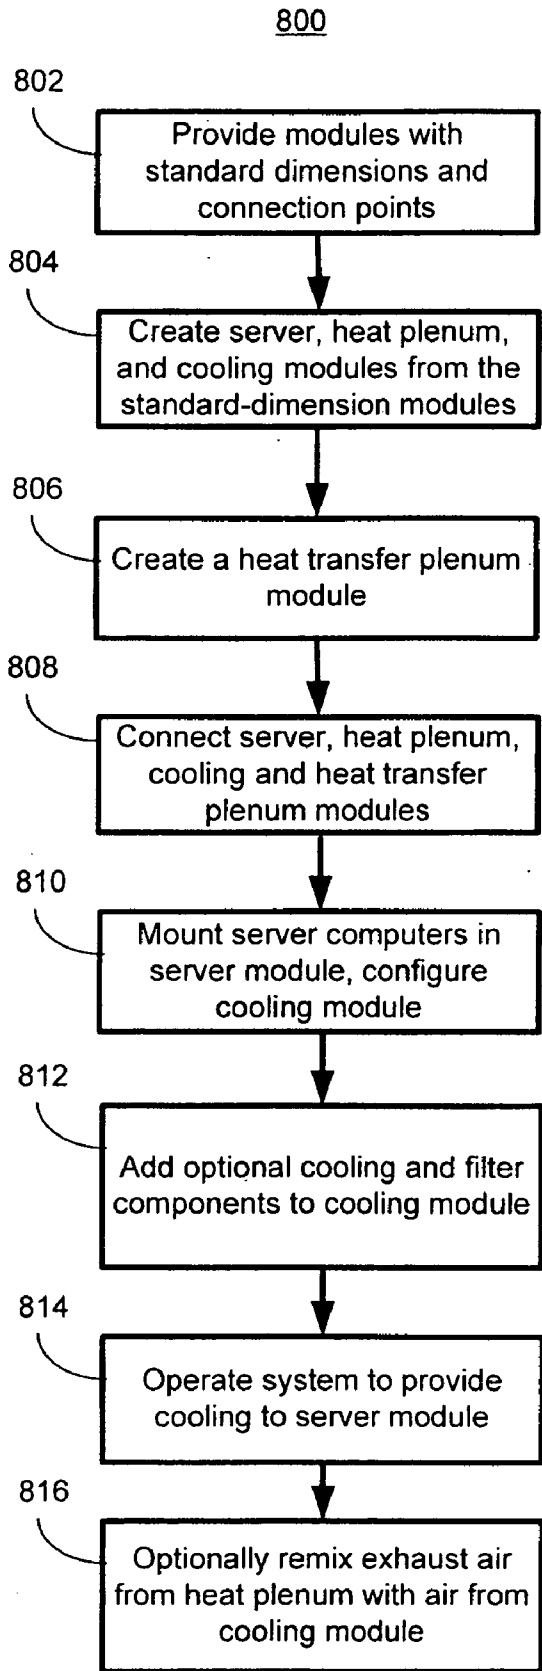 800
802
Provide modules with
standard dimensions and
connection points
804
Create server, heat plenum,
and cooling modules from the
standard-dimension modules
806
Create a heat transfer plenum
module
808
Connect server, heat plenum,
cooling and heat transfer
plenum modules
810
Mount server computers in
server module, configure
cooling module
812
Add optional cooling and filter
components to cooling module
814
Operate system to provide
cooling to server module
816
Optionally remix exhaust air
from heat plenum with air from
cooling module